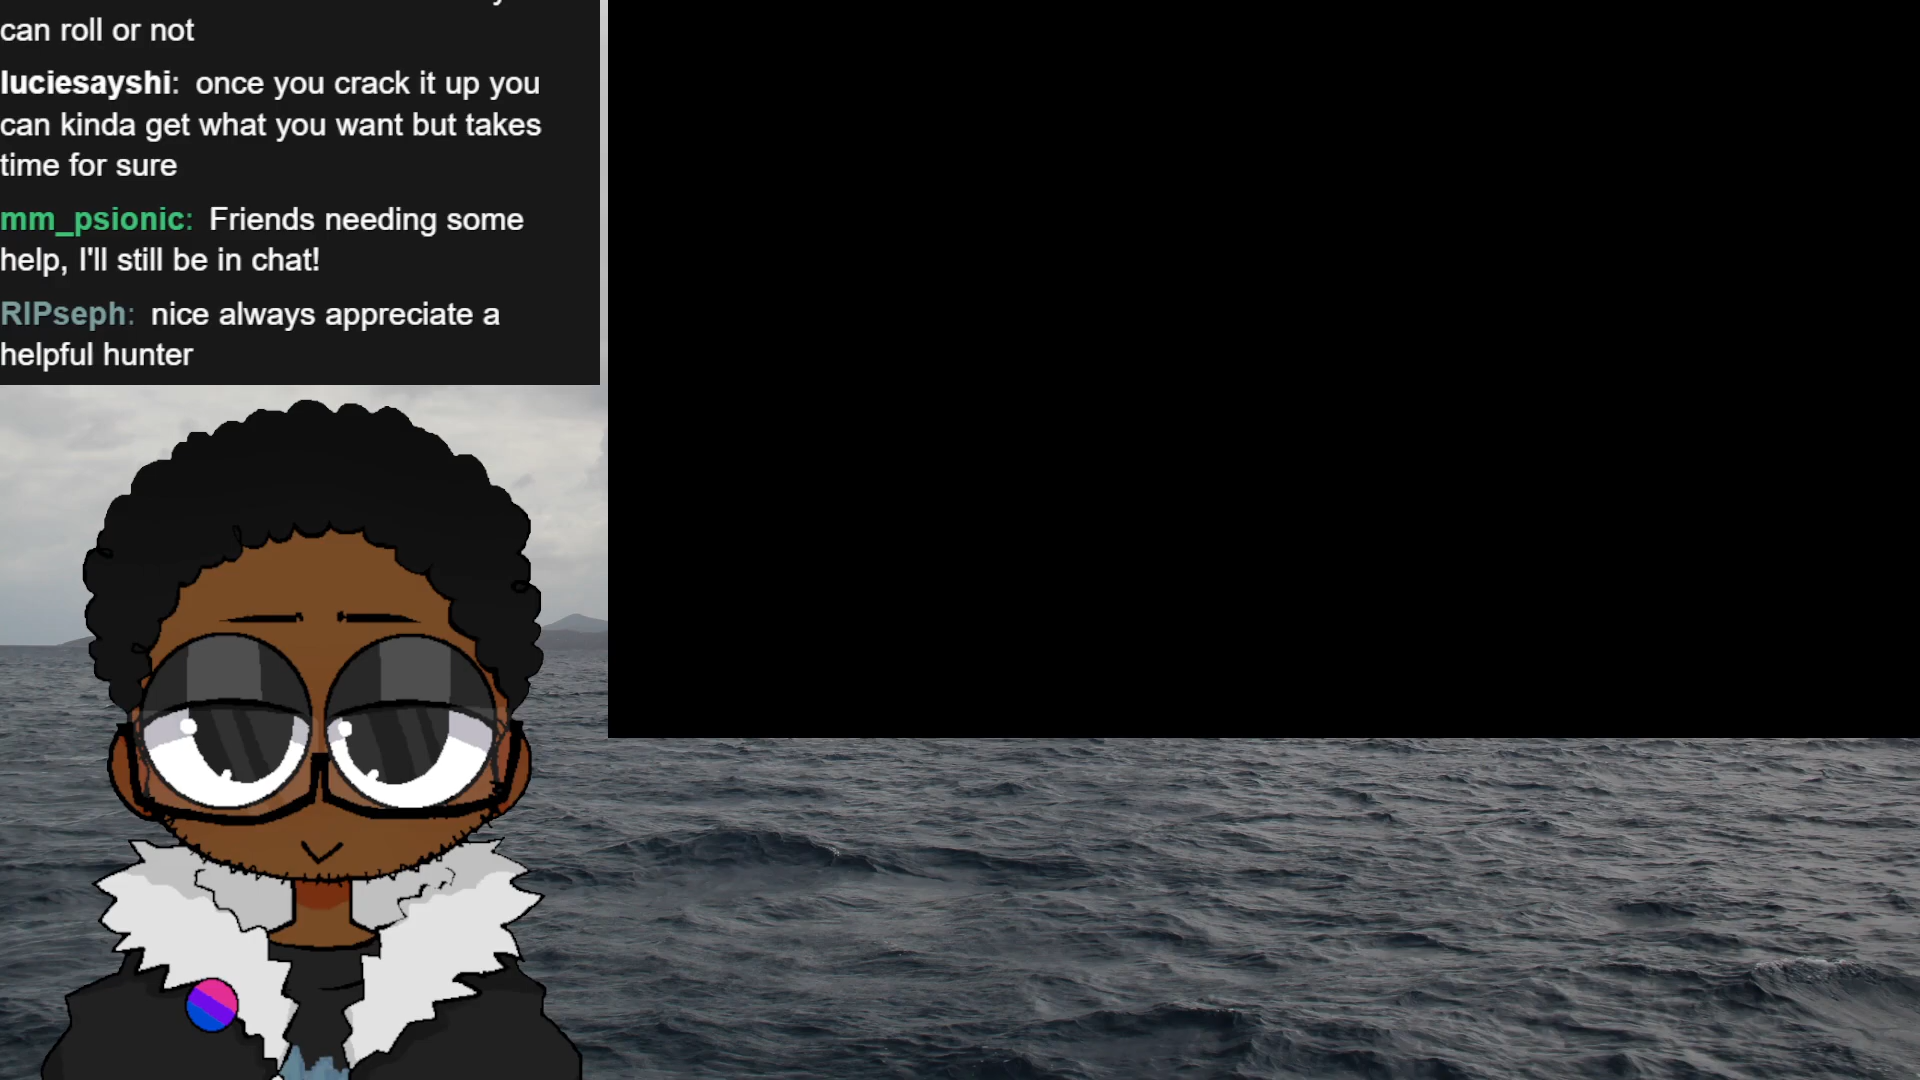 can roll or not
luciesayshi: once you crack it up you
can kinda get what you want but takes
time for sure
mm_psionic: Friends needing some
help, I'll still be in chat!
RIPseph: nice always appreciate a
helpful hunter